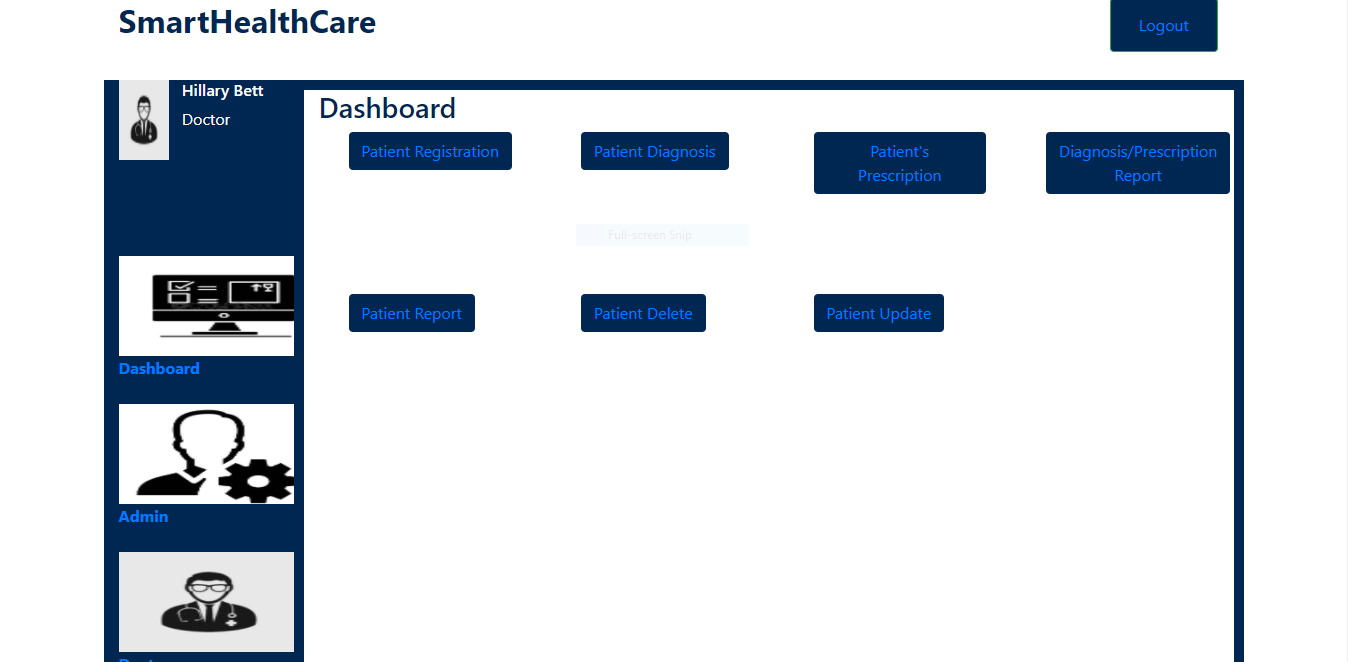 SmartHealthCare
Logout
Hillary Bett
Doctor
Dashboard
Patient Registration
Patient Diagnosis
Patient's
Prescription
Diagnosis/Prescription
Report
Full-screen Snip
Patient Report
Patient Delete
Patient Update
Dashboard
Admin